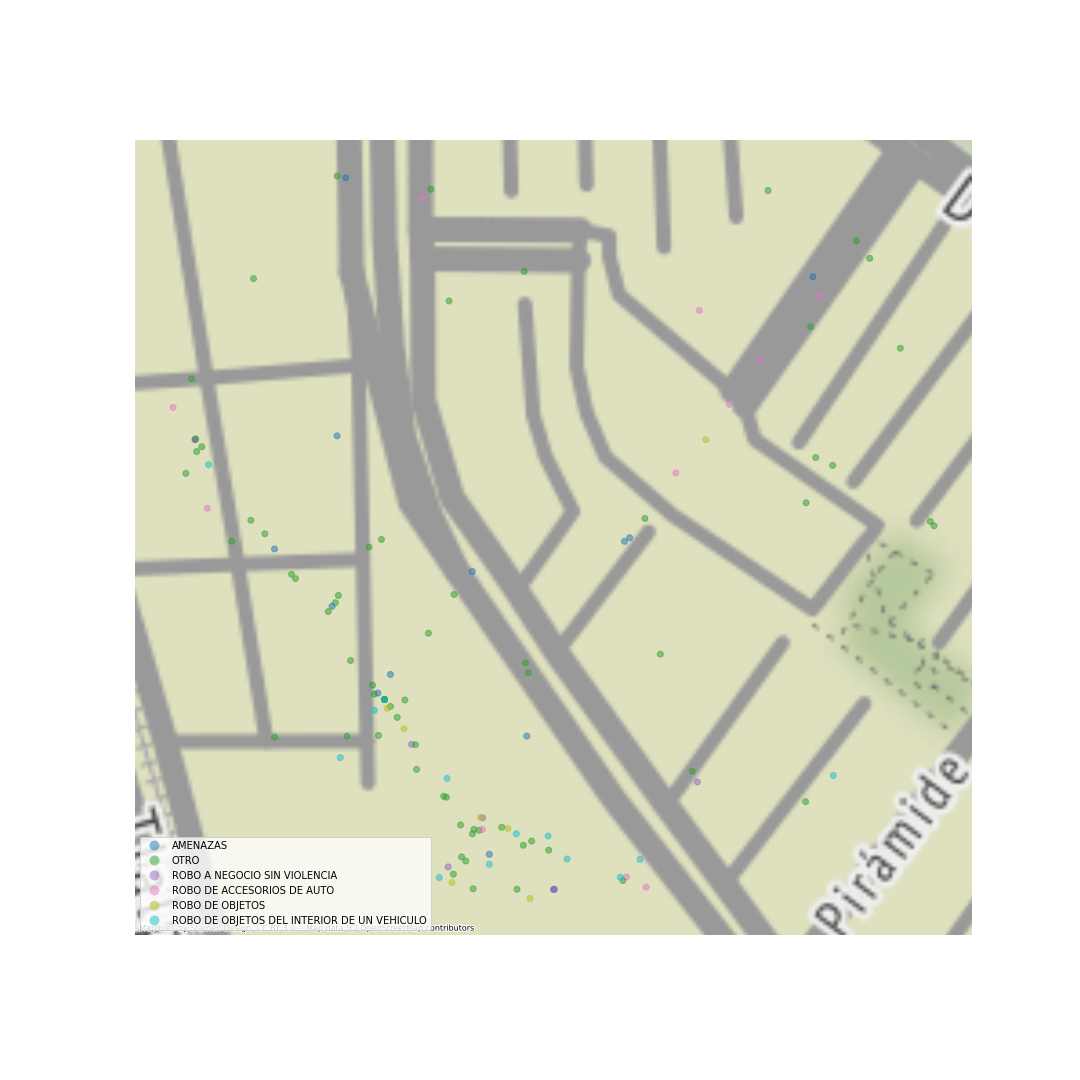 D
Pirámide
T
AMENAZAS
OTRO
ROBO A NEGOCIO SIN VIOLENCIA
ROBO DE ACCESORIOS DE AUTO
ROBO DE OBJETOS
ROBO DE OBJETOS DEL INTERIOR DE UN VEHICULO
Map tiles by Stamen Design, CC BY 3.0 -- Map data (C) OpenStreetMap contributors